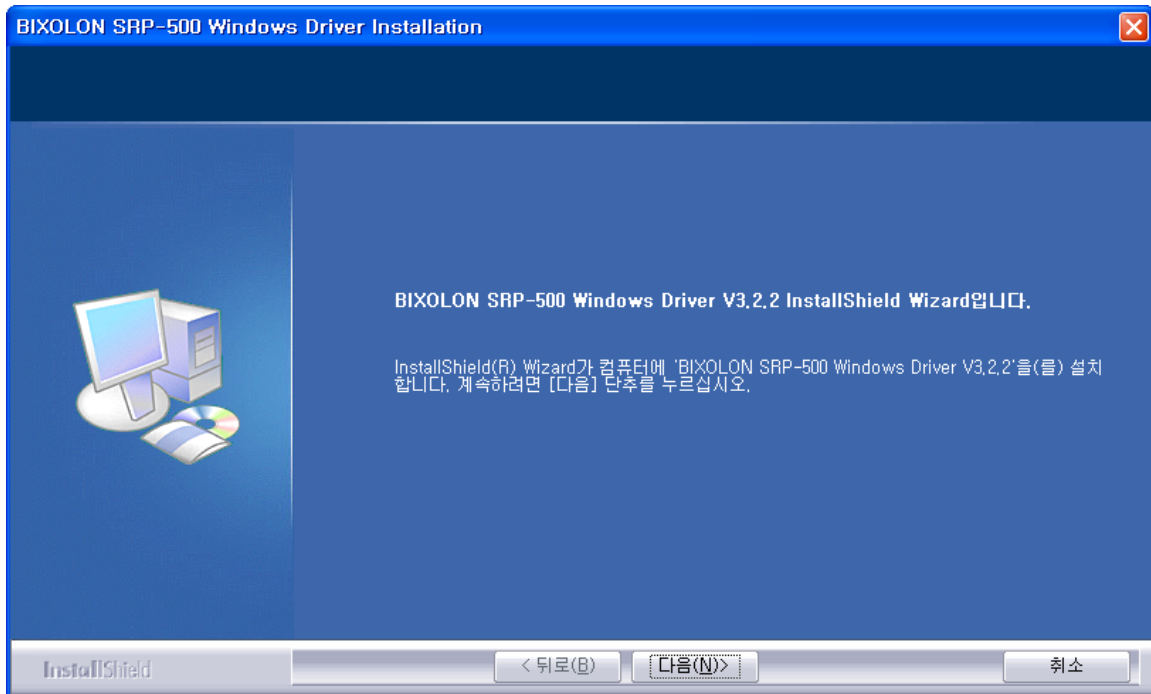 BIXOLON SRP-500 Windows Driver Installation
BIXOLON SRP-500 Windows Driver V3.2.2 InstallShield Wizard입니다.
InstallShield(R) Wizard가 컴퓨터에 'BIXOLON SRP-500 Windows Driver V3.2.2'을(를) 설치
합니다. 계속하려면 [다음] 단추를 누르십시오.
InstallShield
< 뒤로(B)
다음(N)>
취소